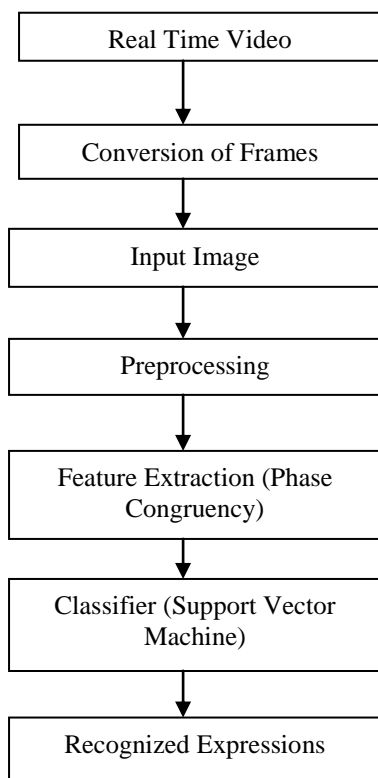 Real Time Video
Conversion of Frames
Input Image
Preprocessing
Feature Extraction (Phase
Congruency)
Classifier (Support Vector
Machine)
Recognized Expressions